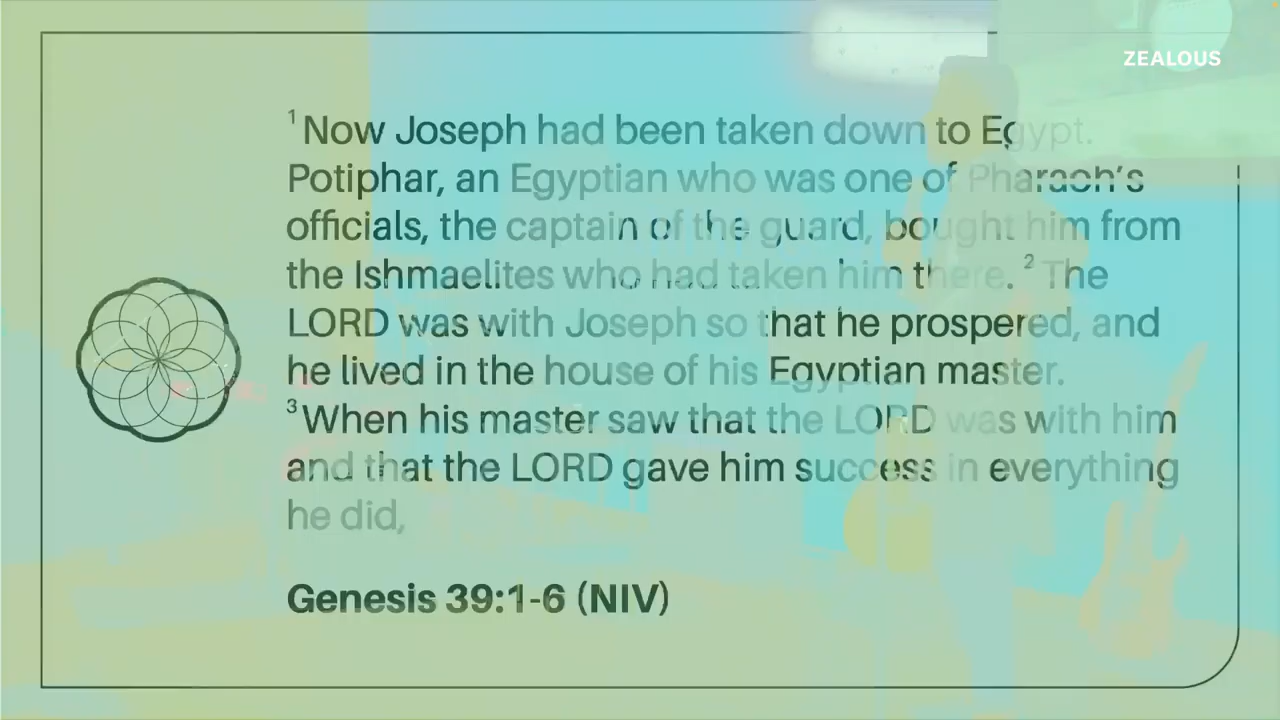 ZEALOUS
1 Now Joseph had been taken down to Egypt.
Potiphar, an Egyptian who was one of Pharaoh's
officials, the captain of the guard, bought him from
the Ishmaelites who had taken him there. 2 The
LORD was with Joseph so that he prospered, and
he lived in the house of his Egyptian master.
3 When his master saw that the LORD was with him
and that the LORD gave him success in everything
he did,
Genesis 39:1-6 (NIV)